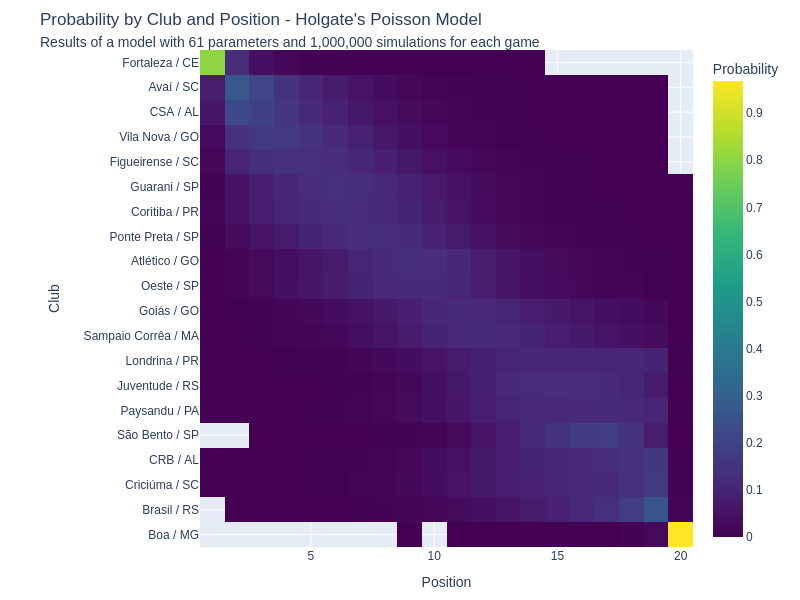 Probability by Club and Position - Holgate's Poisson Model
Results of a model with 61 parameters and 1,000,000 simulations for each game
Probability
Club
Fortaleza / CE
Avaí / SC
CSA / AL
Vila Nova / GO
Figueirense / SC
Guarani / SP
Coritiba / PR
Ponte Preta / SP
Atlético / GO
Oeste / SP
Goiás / GO
Sampaio Corrêa / MA
Londrina / PR
Juventude / RS
Paysandu / PA
São Bento / SP
CRB / AL
Criciúma / SC
Brasil / RS
Boa / MG
0.9
0.8
0.7
0.6
0.5
0.4
0.3
0.2
0.1
0
5 10 15 20
Position